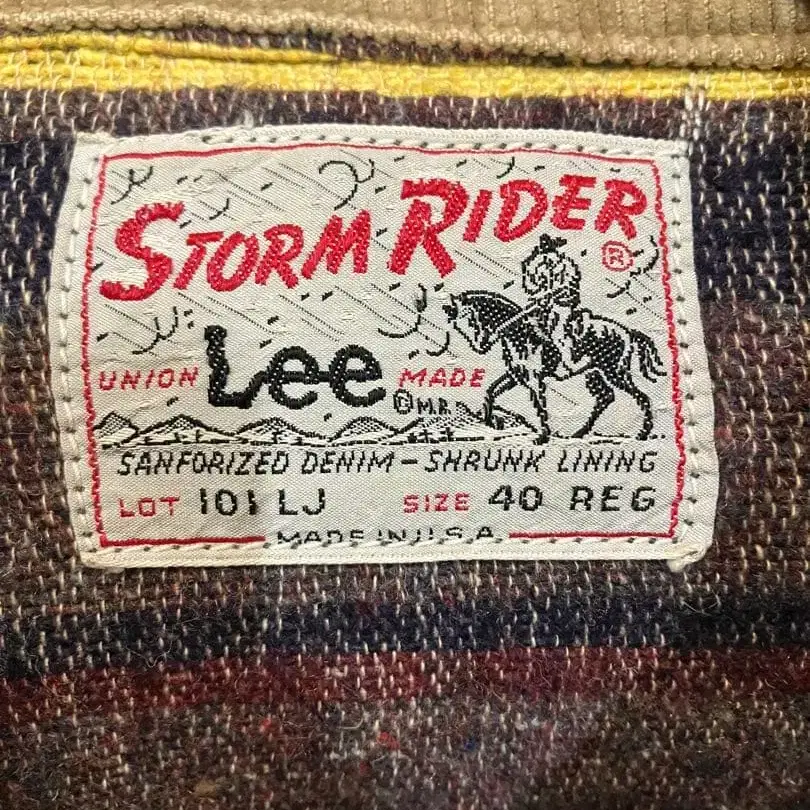 STORM RIDER ®
UNION Lee MADE
© M.R.
SANFORIZED DENIM – SHRUNK LINING
LOT 101 LJ SIZE 40 REG
MADE IN U.S.A.